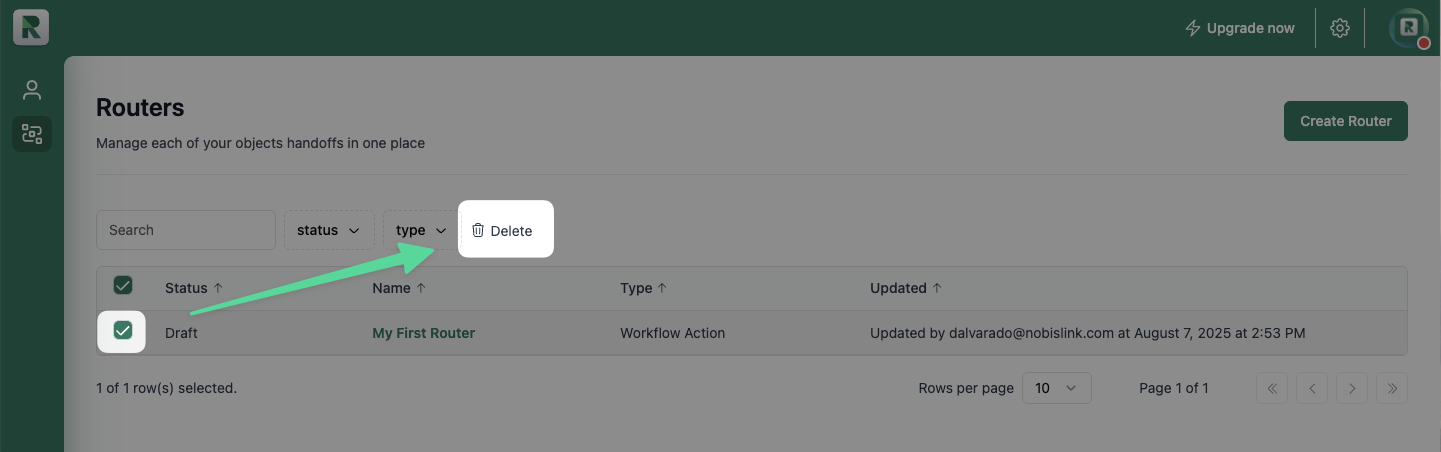 R
Upgrade now
R
Routers
Manage each of your objects handoffs in one place
Create Router
Search
status
type
Delete
Status ↑ Name ↑ Type ↑ Updated ↑
Draft My First Router Workflow Action Updated by dalvarado@nobislink.com at August 7, 2025 at 2:53 PM
1 of 1 row(s) selected. Rows per page 10 Page 1 of 1